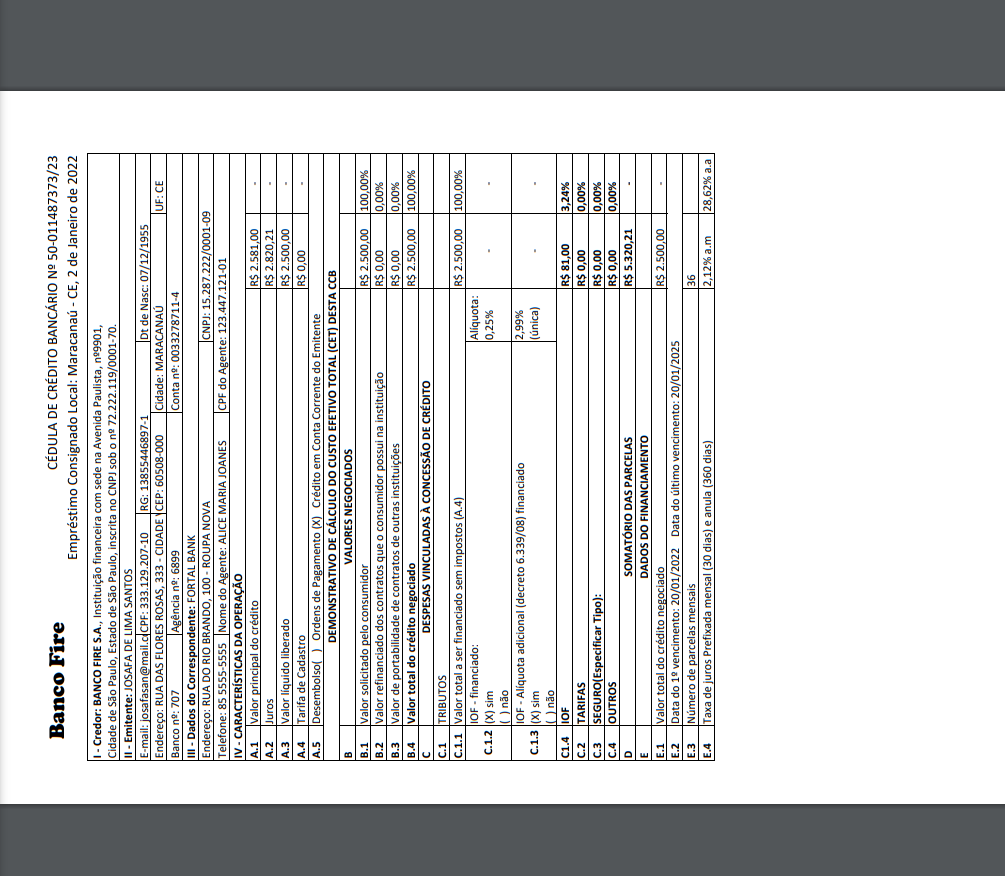 Banco Fire
CÉDULA DE CRÉDITO BANCÁRIO Nº 50-011487373/23
Empréstimo Consignado Local: Maracanaú - CE, 2 de Janeiro de 2022
I - Credor: BANCO FIRE S.A., Instituição financeira com sede na Avenida Paulista, nº9901,
Cidade de São Paulo, Estado de São Paulo, inscrita no CNPJ sob o nº 72.222.119/0001-70.
II - Emitente: JOSAFA DE LIMA SANTOS
E-mail: josafasan@mail.c CPF: 333.129.207-10 RG: 13855446897-1 Dt de Nasc: 07/12/1955
Endereço: RUA DAS FLORES ROSAS, 333 - CIDADE CEP: 60508-000 Cidade: MARACANAÚ UF: CE
Banco nº: 707 Agência nº: 6899 Conta nº: 0033278711-4
III - Dados do Correspondente: FORTAL BANK
Endereço: RUA DO RIO BRANDO, 100 - ROUPA NOVA CNPJ: 15.287.222/0001-09
Telefone: 85 5555-5555 Nome do Agente: ALICE MARIA JOANES CPF do Agente: 123.447.121-01
IV - CARACTERÍSTICAS DA OPERAÇÃO
A.1 Valor principal do crédito R$ 2.581,00 -
A.2 Juros R$ 2.820,21 -
A.3 Valor líquido liberado R$ 2.500,00 -
A.4 Tarifa de Cadastro R$ 0,00 -
A.5 Desembolso( ) Ordens de Pagamento (X) Crédito em Conta Corrente do Emitente
DEMONSTRATIVO DE CÁLCULO DO CUSTO EFETIVO TOTAL (CET) DESTA CCB
B VALORES NEGOCIADOS
B.1 Valor solicitado pelo consumidor R$ 2.500,00 100,00%
B.2 Valor refinanciado dos contratos que o consumidor possui na instituição R$ 0,00 0,00%
B.3 Valor de portabilidade de contratos de outras instituições R$ 0,00 0,00%
B.4 Valor total do crédito negociado R$ 2.500,00 100,00%
C DESPESAS VINCULADAS À CONCESSÃO DE CRÉDITO
C.1 TRIBUTOS
C.1.1 Valor total a ser financiado sem impostos (A.4) R$ 2.500,00 100,00%
C.1.2 IOF - financiado: Alíquota: - -
(X) sim 0,25%
( ) não
C.1.3 IOF - Alíquota adicional (decreto 6.339/08) financiado 2,99% - -
(X) sim (única)
( ) não
C1.4 IOF R$ 81,00 3,24%
C.2 TARIFAS R$ 0,00 0,00%
C.3 SEGURO(Especificar Tipo): R$ 0,00 0,00%
C.4 OUTROS R$ 0,00 0,00%
D SOMATÓRIO DAS PARCELAS R$ 5.320,21 -
E DADOS DO FINANCIAMENTO
E.1 Valor total do crédito negociado R$ 2.500,00 -
E.2 Data do 1º vencimento: 20/01/2022 Data do último vencimento: 20/01/2025
E.3 Número de parcelas mensais 36
E.4 Taxa de juros Prefixada mensal (30 dias) e anula (360 dias) 2,12% a.m 28,62% a.a